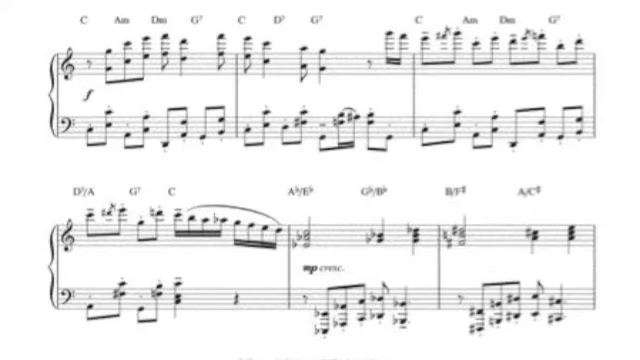 C Am Dm G7 C D7 G7 C Am Dm G7
f
D7/A G7 C A♭/E♭ G♭/B♭ B/F♯ A/C♯
mp cresc.